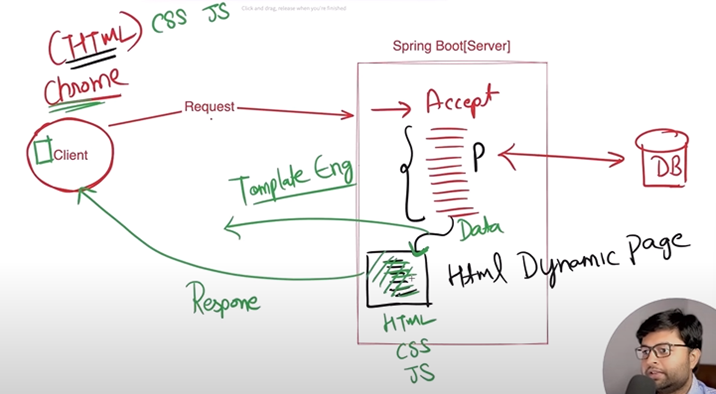 Click and drag, release when you're finished
CSS JS
(HTML)
Chrome
Client
Request
Spring Boot[Server]
Accept
P
DB
Template Eng
Data
Html Dynamic Page
Respone
HTML
CSS
JS